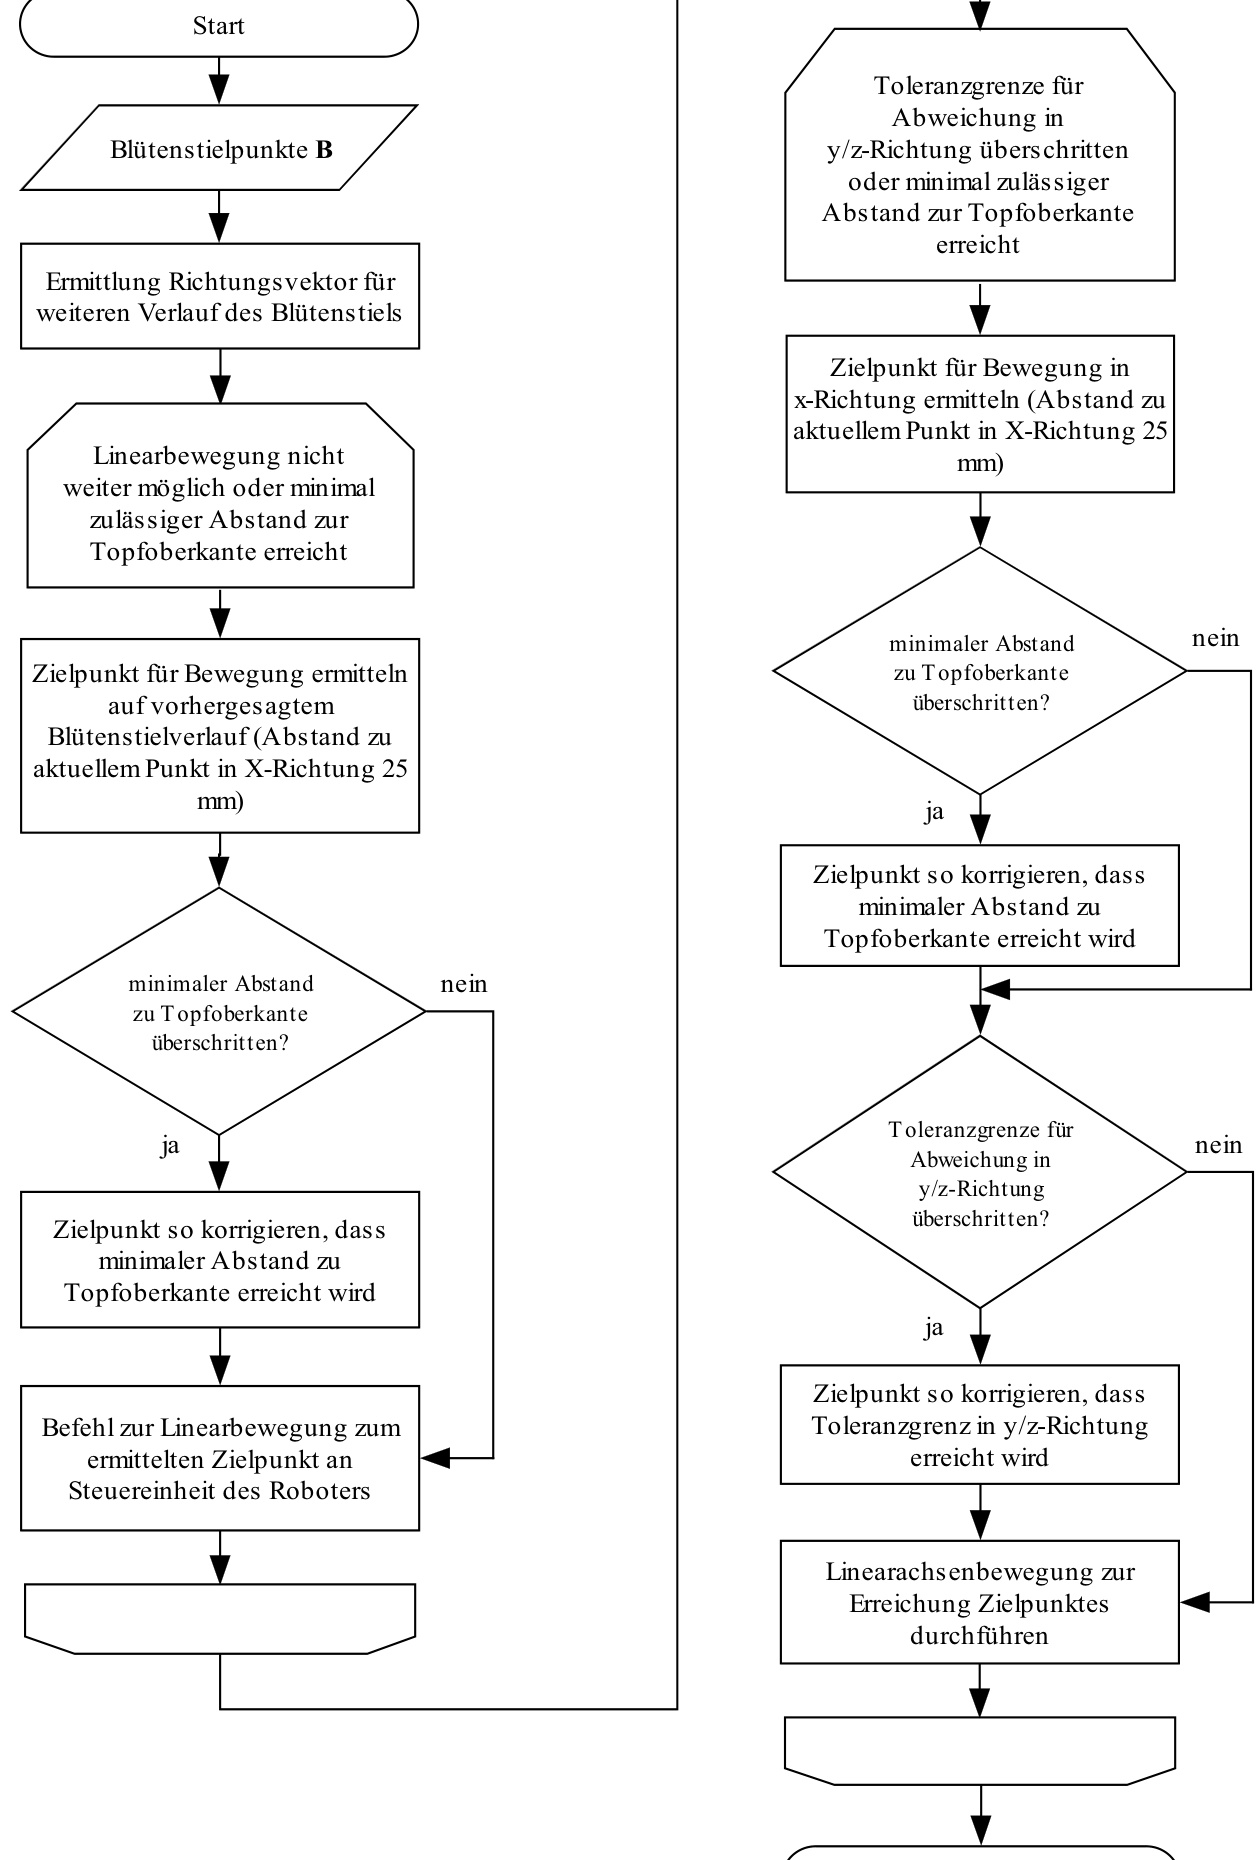 Start
Blütenstielpunkte B
Ermittlung Richtungsvektor für
weiteren Verlauf des Blütenstiels
Linearbewegung nicht
weiter möglich oder minimal
zulässiger Abstand zur
Topfoberkante erreicht
Zielpunkt für Bewegung ermitteln
auf vorhergesagtem
Blütenstielverlauf (Abstand zu
aktuellem Punkt in X-Richtung 25
mm)
minimaler Abstand
zu Topfoberkante
überschritten?
nein
ja
Zielpunkt so korrigieren, dass
minimaler Abstand zu
Topfoberkante erreicht wird
Befehl zur Linearbewegung zum
ermittelten Zielpunkt an
Steuereinheit des Roboters
Toleranzgrenze für
Abweichung in
y/z-Richtung überschritten
oder minimal zulässiger
Abstand zur Topfoberkante
erreicht
Zielpunkt für Bewegung in
x-Richtung ermitteln (Abstand zu
aktuellem Punkt in X-Richtung 25
mm)
minimaler Abstand
zu Topfoberkante
überschritten?
nein
ja
Zielpunkt so korrigieren, dass
minimaler Abstand zu
Topfoberkante erreicht wird
Toleranzgrenze für
Abweichung in
y/z-Richtung
überschritten?
nein
ja
Zielpunkt so korrigieren, dass
Toleranzgrenz in y/z-Richtung
erreicht wird
Linearachsenbewegung zur
Erreichung Zielpunktes
durchführen